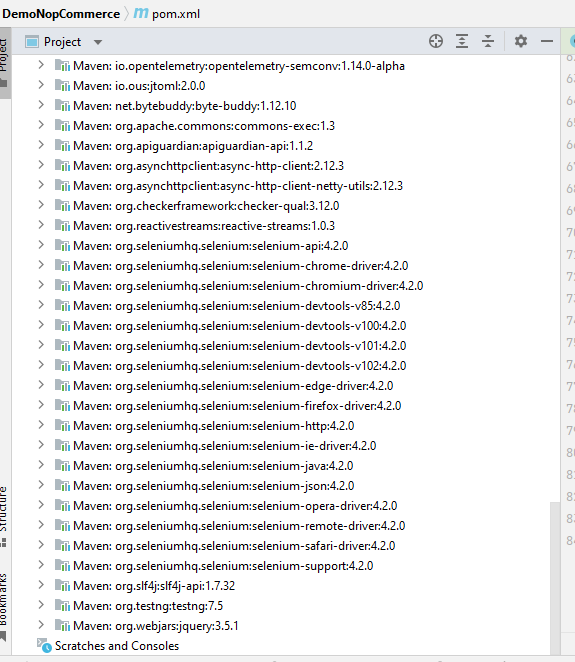 DemoNopCommerce pom.xml
Project
Project
Maven: io.opentelemetry:opentelemetry-semconv:1.14.0-alpha
Maven: io.ous:jtoml:2.0.0
Maven: net.bytebuddy:byte-buddy:1.12.10
Maven: org.apache.commons:commons-exec:1.3
Maven: org.apiguardian:apiguardian-api:1.1.2
Maven: org.asynchttpclient:async-http-client:2.12.3
Maven: org.asynchttpclient:async-http-client-netty-utils:2.12.3
Maven: org.checkerframework:checker-qual:3.12.0
Maven: org.reactivestreams:reactive-streams:1.0.3
Maven: org.seleniumhq.selenium:selenium-api:4.2.0
Maven: org.seleniumhq.selenium:selenium-chrome-driver:4.2.0
Maven: org.seleniumhq.selenium:selenium-chromium-driver:4.2.0
Maven: org.seleniumhq.selenium:selenium-devtools-v85:4.2.0
Maven: org.seleniumhq.selenium:selenium-devtools-v100:4.2.0
Maven: org.seleniumhq.selenium:selenium-devtools-v101:4.2.0
Maven: org.seleniumhq.selenium:selenium-devtools-v102:4.2.0
Maven: org.seleniumhq.selenium:selenium-edge-driver:4.2.0
Maven: org.seleniumhq.selenium:selenium-firefox-driver:4.2.0
Maven: org.seleniumhq.selenium:selenium-http:4.2.0
Maven: org.seleniumhq.selenium:selenium-ie-driver:4.2.0
Maven: org.seleniumhq.selenium:selenium-java:4.2.0
Maven: org.seleniumhq.selenium:selenium-json:4.2.0
Maven: org.seleniumhq.selenium:selenium-opera-driver:4.2.0
Maven: org.seleniumhq.selenium:selenium-remote-driver:4.2.0
Maven: org.seleniumhq.selenium:selenium-safari-driver:4.2.0
Maven: org.seleniumhq.selenium:selenium-support:4.2.0
Maven: org.slf4j:slf4j-api:1.7.32
Maven: org.testng:testng:7.5
Maven: org.webjars:jquery:3.5.1
Scratches and Consoles
Structure
Bookmarks